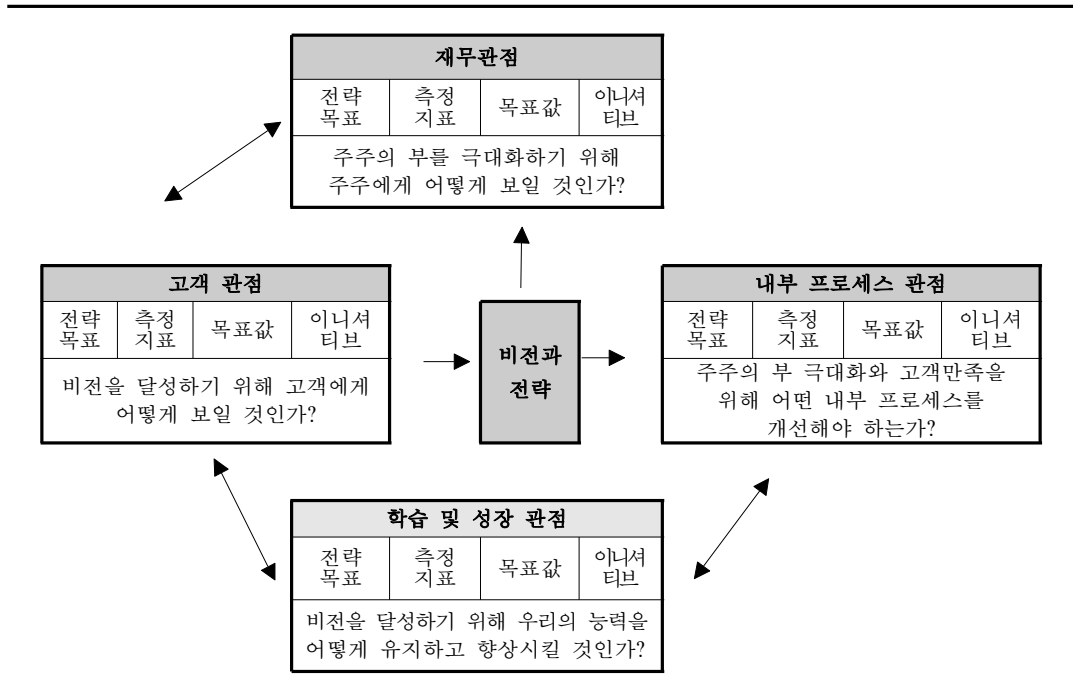 재무관점
전략
목표
측정
지표
목표값
이니셔
티브
주주의 부를 극대화하기 위해
주주에게 어떻게 보일 것인가?
고객 관점
전략
목표
측정
지표
목표값
이니셔
티브
비전을 달성하기 위해 고객에게
어떻게 보일 것인가?
비전과
전략
내부 프로세스 관점
전략
목표
측정
지표
목표값
이니셔
티브
주주의 부 극대화와 고객만족을
위해 어떤 내부 프로세스를
개선해야 하는가?
학습 및 성장 관점
전략
목표
측정
지표
목표값
이니셔
티브
비전을 달성하기 위해 우리의 능력을
어떻게 유지하고 향상시킬 것인가?